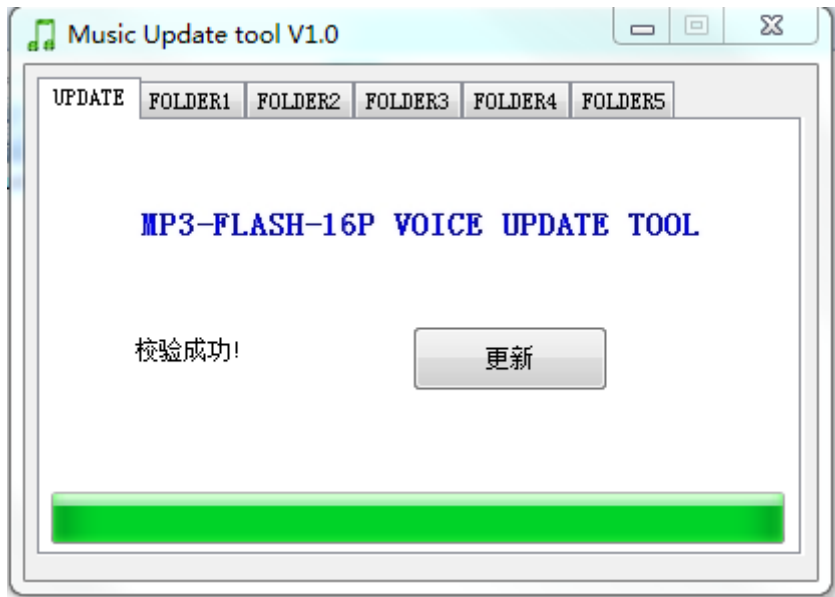 Music Update tool V1.0
UPDATE FOLDER1 FOLDER2 FOLDER3 FOLDER4 FOLDER5
MP3-FLASH-16P VOICE UPDATE TOOL
校验成功! 更新